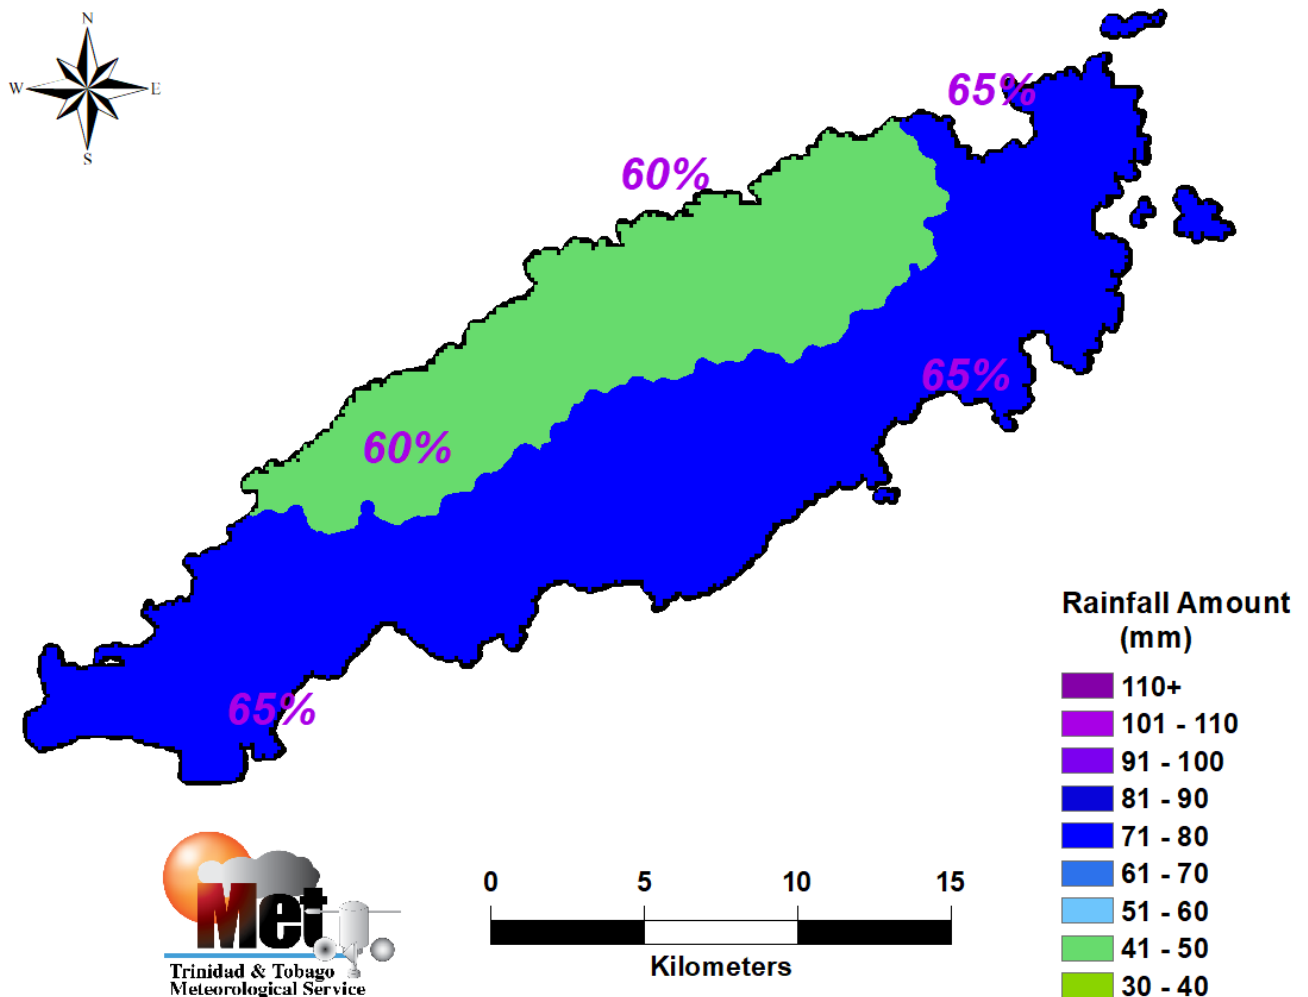 N
W
E
S
65%
60%
65%
60%
65%
Rainfall Amount
(mm)
110+
101 - 110
91 - 100
81 - 90
71 - 80
61 - 70
51 - 60
41 - 50
30 - 40
0 5 10 15
Kilometers
Met
Trinidad & Tobago
Meteorological Service